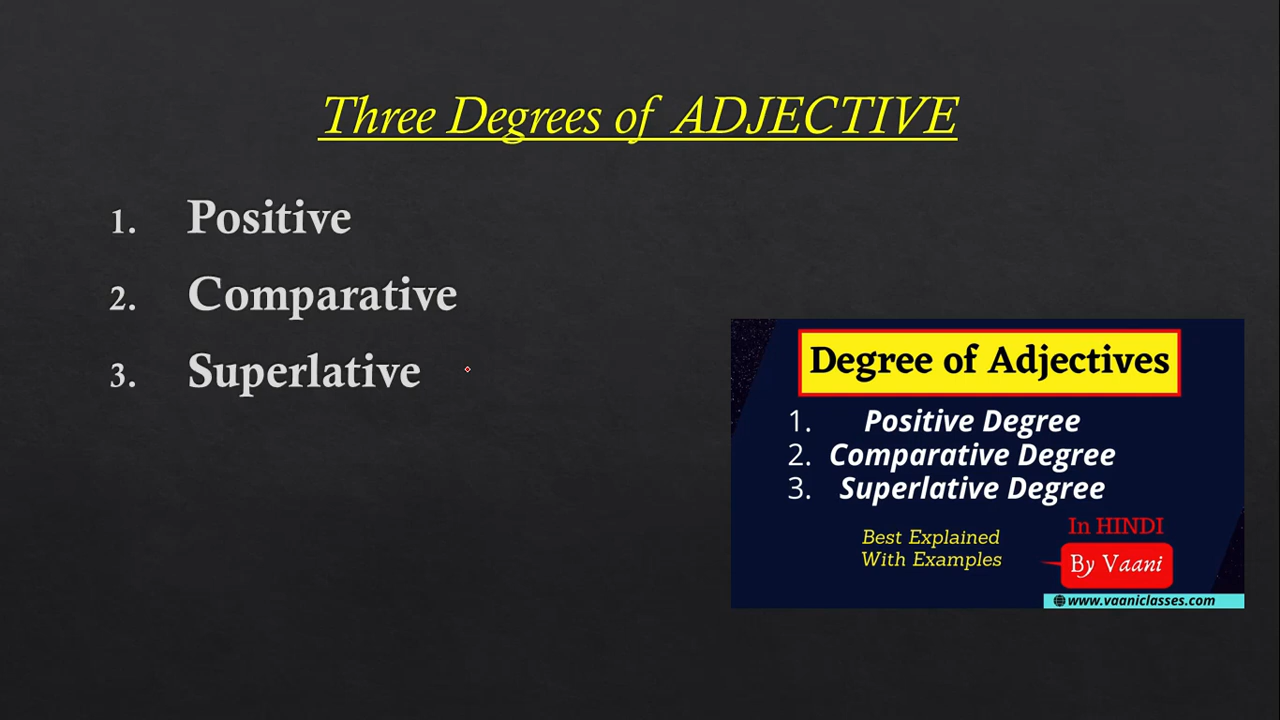 Three Degrees of ADJECTIVE
1. Positive
2. Comparative
3. Superlative
Degree of Adjectives
1. Positive Degree
2. Comparative Degree
3. Superlative Degree
Best Explained
With Examples
In HINDI
By Vaani
www.vaaniclasses.com